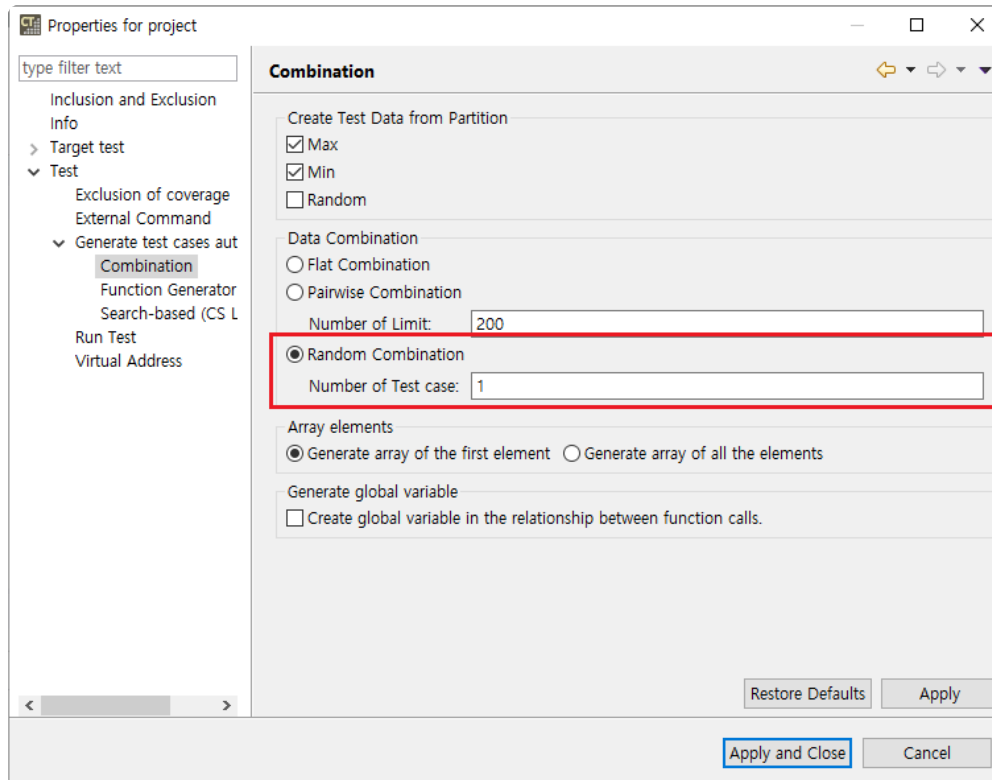 CT
Properties for project
type filter text
Inclusion and Exclusion
Info
Target test
Test
Exclusion of coverage
External Command
Generate test cases aut
Combination
Function Generator
Search-based (CS L
Run Test
Virtual Address
Combination
Create Test Data from Partition
Max
Min
Random
Data Combination
Flat Combination
Pairwise Combination
Number of Limit: 200
Random Combination
Number of Test case: 1
Array elements
Generate array of the first element Generate array of all the elements
Generate global variable
Create global variable in the relationship between function calls.
Restore Defaults Apply
Apply and Close Cancel